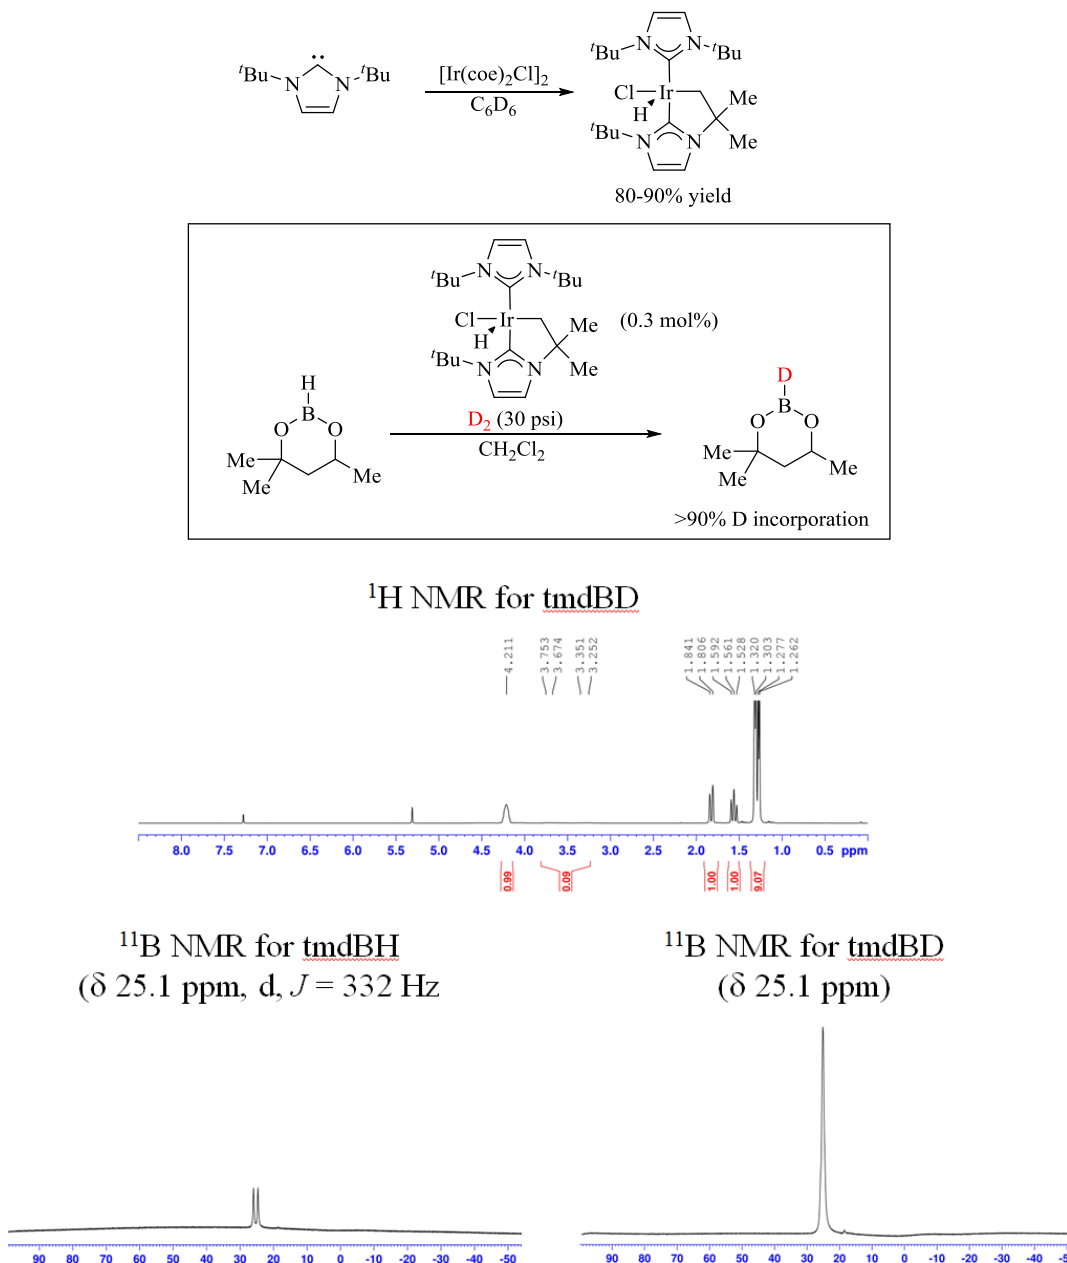 ᵗBu N N ᵗBu
[Ir(coe)₂Cl]₂
C₆D₆
N N
ᵗBu ᵗBu
Cl Ir
Me
H
ᵗBu N N Me
80-90% yield
N N
ᵗBu ᵗBu
Cl Ir Me (0.3 mol%)
H
ᵗBu N N Me
D₂ (30 psi)
CH₂Cl₂
H
B
O O
Me
Me
Me
D
B
O O
Me
Me
Me
>90% D incorporation
¹H NMR for tmdBD
4.211
3.753
3.674
3.351
3.252
1.841
1.806
1.592
1.561
1.528
1.320
1.303
1.277
1.262
8.0 7.5 7.0 6.5 6.0 5.5 5.0 4.5 4.0 3.5 3.0 2.5 2.0 1.5 1.0 0.5 ppm
0.99 0.09 1.00 1.00 9.07
¹¹B NMR for tmdBH
(δ 25.1 ppm, d, J = 332 Hz
¹¹B NMR for tmdBD
(δ 25.1 ppm)
90 80 70 60 50 40 30 20 10 0 -10 -20 -30 -40 -50
90 80 70 60 50 40 30 20 10 0 -10 -20 -30 -40